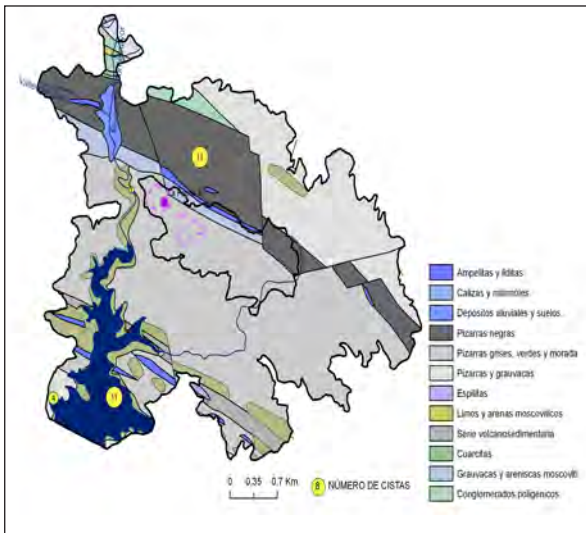 11
11
4
Ampelitas y liditas
Calizas y mármoles
Depósitos aluviales y suelos
Pizarras negras
Pizarras grises, verdes y morada
Pizarras y grauvacas
Espilitas
Limos y arenas moscovíticos
Serie volcanosedimentaria
Cuarcitas
Grauvacas y areniscas moscovíti
Conglomerados poligénicos
0 0,35 0,7 Km
8 NÚMERO DE CISTAS